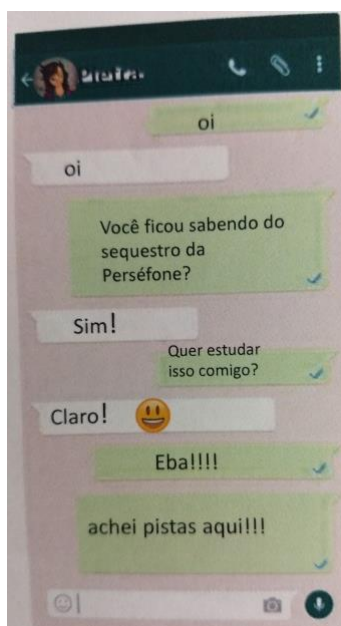 oi
oi
Você ficou sabendo do
sequestro da
Perséfone?
Sim!
Quer estudar
isso comigo?
Claro! 😃
Eba!!!!
achei pistas aqui!!!